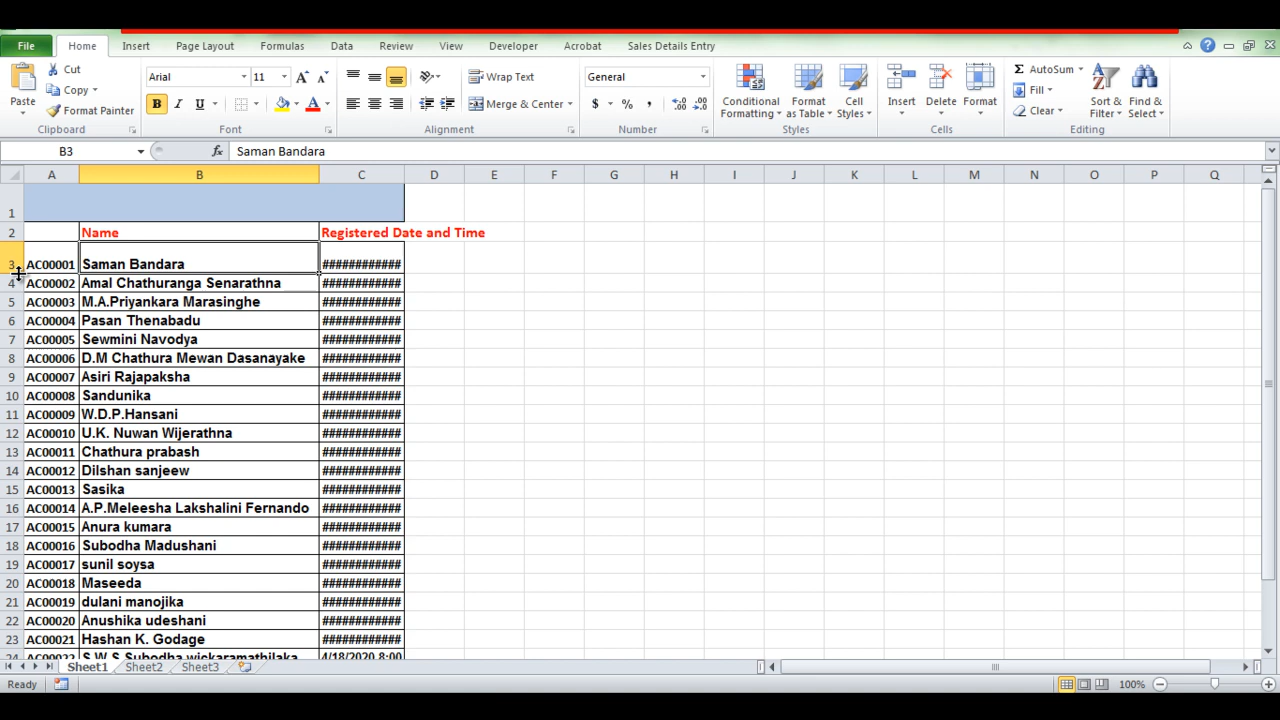 File Home Insert Page Layout Formulas Data Review View Developer Acrobat Sales Details Entry
Paste Cut Copy Format Painter Clipboard
Arial 11 A A B I U A Font
Wrap Text Merge & Center Alignment
General $ % , Number
Conditional Formatting Format as Table Cell Styles Styles
Insert Delete Format Cells
AutoSum Fill Clear Sort & Filter Find & Select Editing
B3 fx Saman Bandara
A B C D E F G H I J K L M N O P Q
1
2 Name Registered Date and Time
3 AC00001 Saman Bandara ############
4 AC00002 Amal Chathuranga Senarathna ############
5 AC00003 M.A.Priyankara Marasinghe ############
6 AC00004 Pasan Thenabadu ############
7 AC00005 Sewmini Navodya ############
8 AC00006 D.M Chathura Mewan Dasanayake ############
9 AC00007 Asiri Rajapaksha ############
10 AC00008 Sandunika ############
11 AC00009 W.D.P.Hansani ############
12 AC00010 U.K. Nuwan Wijerathna ############
13 AC00011 Chathura prabash ############
14 AC00012 Dilshan sanjeew ############
15 AC00013 Sasika ############
16 AC00014 A.P.Meleesha Lakshalini Fernando ############
17 AC00015 Anura kumara ############
18 AC00016 Subodha Madushani ############
19 AC00017 sunil soysa ############
20 AC00018 Maseeda ############
21 AC00019 dulani manojika ############
22 AC00020 Anushika udeshani ############
23 AC00021 Hashan K. Godage ############
24 AC00022 S.W.S.Subodha wickaramathilaka 4/18/2020 8:00
Sheet1 Sheet2 Sheet3
Ready 100%